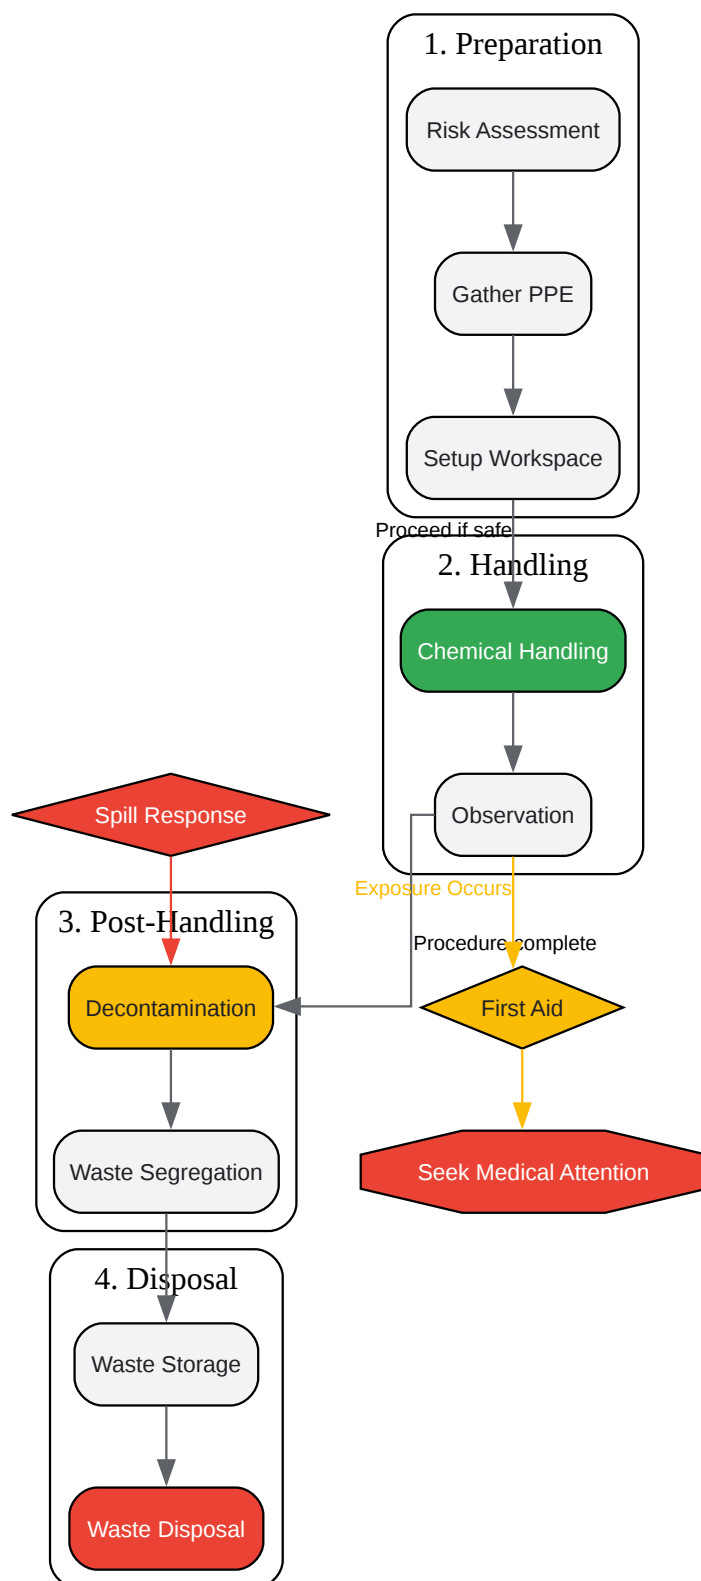 1. Preparation
Risk Assessment
Gather PPE
Setup Workspace
Proceed if safe
2. Handling
Chemical Handling
Spill Response
Observation
Exposure Occurs
3. Post-Handling
Procedure complete
Decontamination
First Aid
Waste Segregation
Seek Medical Attention
4. Disposal
Waste Storage
Waste Disposal